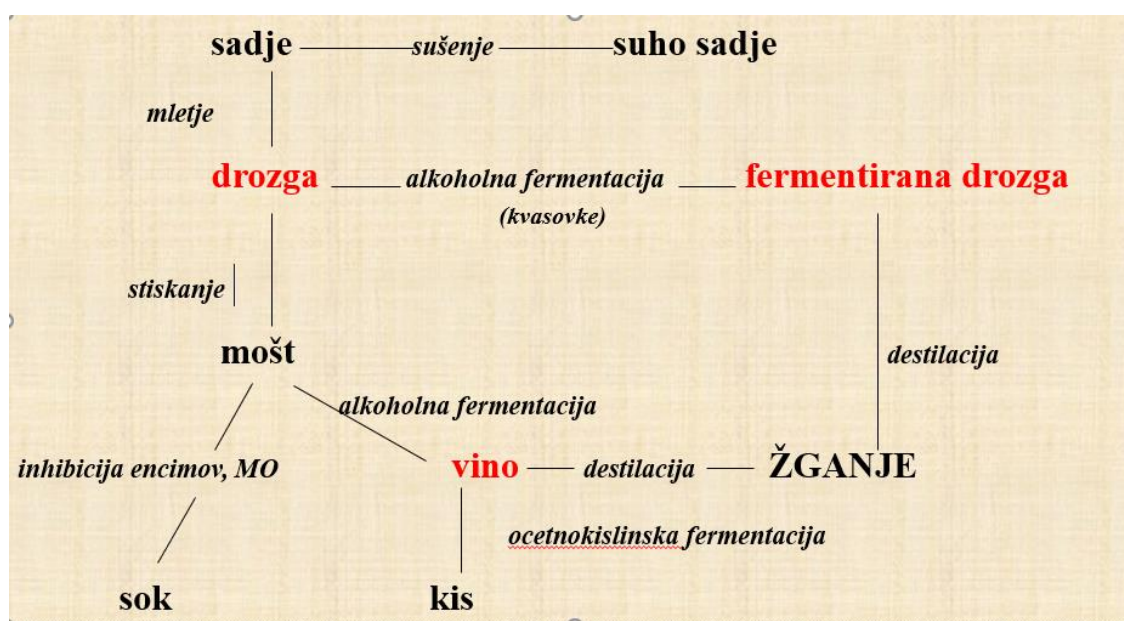 sadje sušenje suho sadje
mletje
drozga alkoholna fermentacija fermentirana drozga
(kvasovke)
stiskanje
mošt
destilacija
alkoholna fermentacija
inhibicija encimov, MO vino destilacija ŽGANJE
ocetnokislinska fermentacija
sok kis